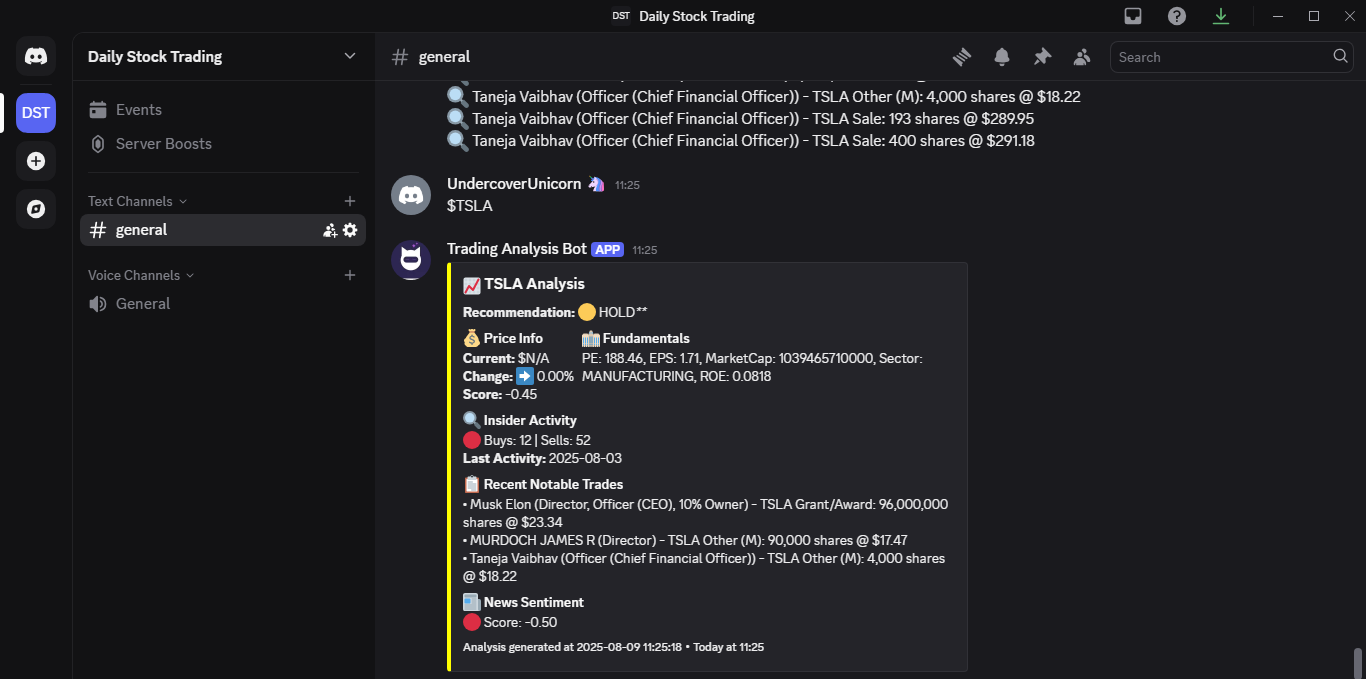 DST Daily Stock Trading
Daily Stock Trading
# general
Search
DST
Events
Server Boosts
Text Channels
# general
Voice Channels
General
Taneja Vaibhav (Officer (Chief Financial Officer)) - TSLA Other (M): 4,000 shares @ $18.22
Taneja Vaibhav (Officer (Chief Financial Officer)) - TSLA Sale: 193 shares @ $289.95
Taneja Vaibhav (Officer (Chief Financial Officer)) - TSLA Sale: 400 shares @ $291.18
UndercoverUnicorn 🦄 11:25
$TSLA
Trading Analysis Bot APP 11:25
📈 TSLA Analysis
Recommendation: 🟡 HOLD**
💰 Price Info
Current: $N/A
Change: ➡️ 0.00%
Score: -0.45
Fundamentals
PE: 188.46, EPS: 1.71, MarketCap: 1039465710000, Sector:
MANUFACTURING, ROE: 0.0818
🔍 Insider Activity
🔴 Buys: 12 | Sells: 52
Last Activity: 2025-08-03
📋 Recent Notable Trades
• Musk Elon (Director, Officer (CEO), 10% Owner) - TSLA Grant/Award: 96,000,000
shares @ $23.34
• MURDOCH JAMES R (Director) - TSLA Other (M): 90,000 shares @ $17.47
• Taneja Vaibhav (Officer (Chief Financial Officer)) - TSLA Other (M): 4,000 shares
@ $18.22
📰 News Sentiment
🔴 Score: -0.50
Analysis generated at 2025-08-09 11:25:18 • Today at 11:25